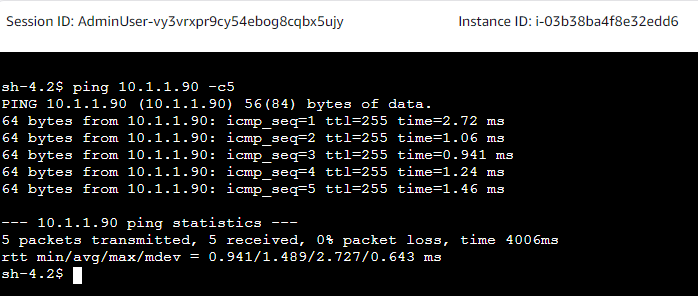 Session ID: AdminUser-vy3vrxpr9cy54ebog8cqbx5ujy Instance ID: i-03b38ba4f8e32edd6
sh-4.2$ ping 10.1.1.90 -c5
PING 10.1.1.90 (10.1.1.90) 56(84) bytes of data.
64 bytes from 10.1.1.90: icmp_seq=1 ttl=255 time=2.72 ms
64 bytes from 10.1.1.90: icmp_seq=2 ttl=255 time=1.06 ms
64 bytes from 10.1.1.90: icmp_seq=3 ttl=255 time=0.941 ms
64 bytes from 10.1.1.90: icmp_seq=4 ttl=255 time=1.24 ms
64 bytes from 10.1.1.90: icmp_seq=5 ttl=255 time=1.46 ms
--- 10.1.1.90 ping statistics ---
5 packets transmitted, 5 received, 0% packet loss, time 4006ms
rtt min/avg/max/mdev = 0.941/1.489/2.727/0.643 ms
sh-4.2$